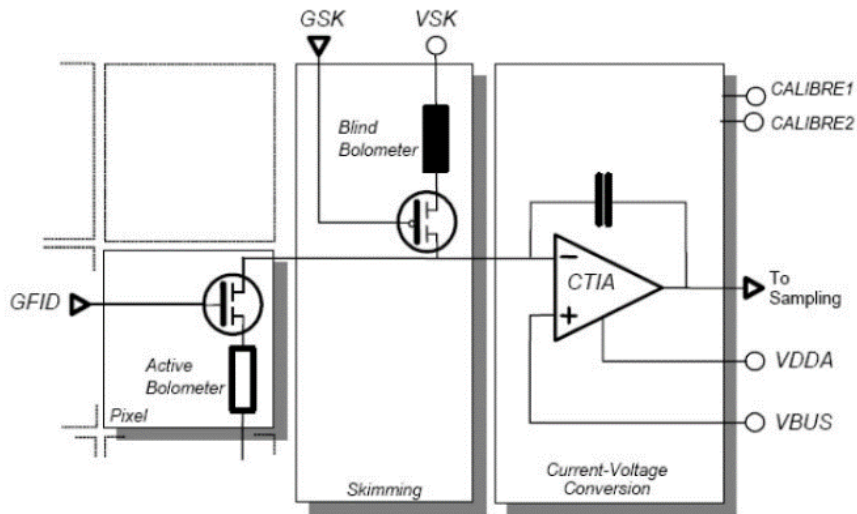 GSK
VSK
CALIBRE1
CALIBRE2
Blind
Bolometer
CTIA
To
Sampling
GFID
Active
Bolometer
VDDA
Pixel
VBUS
Skimming
Current-Voltage
Conversion